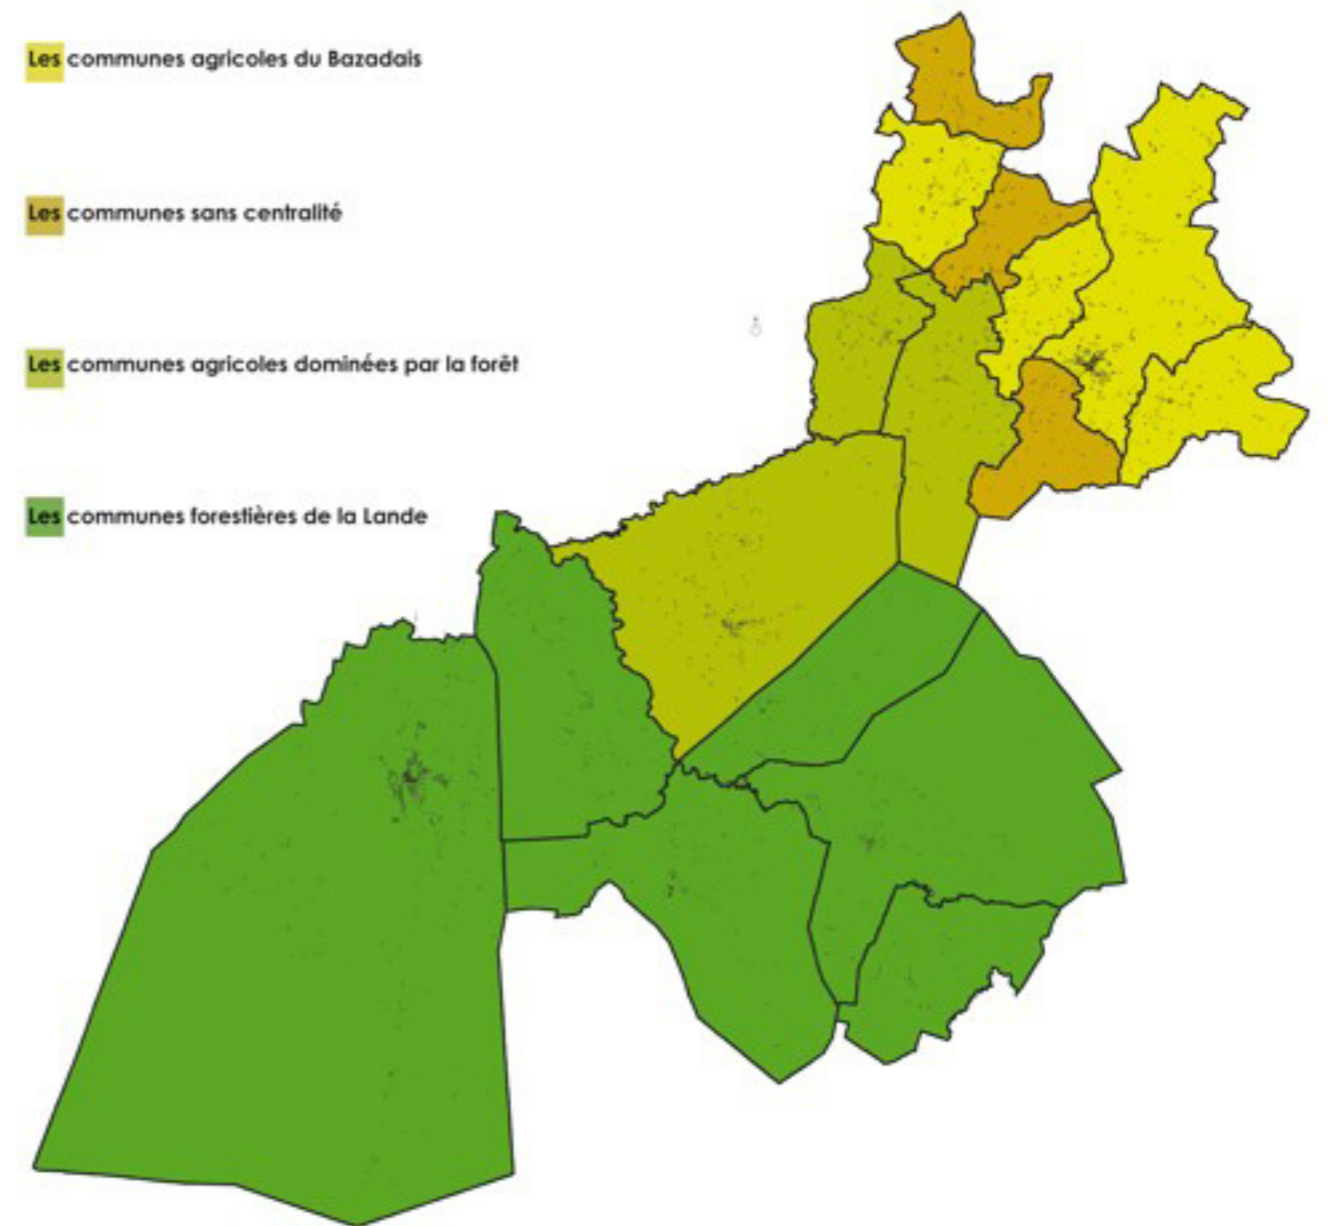 Les communes agricoles du Bazadais
Les communes sans centralité
Les communes agricoles dominées par la forêt
Les communes forestières de la Lande